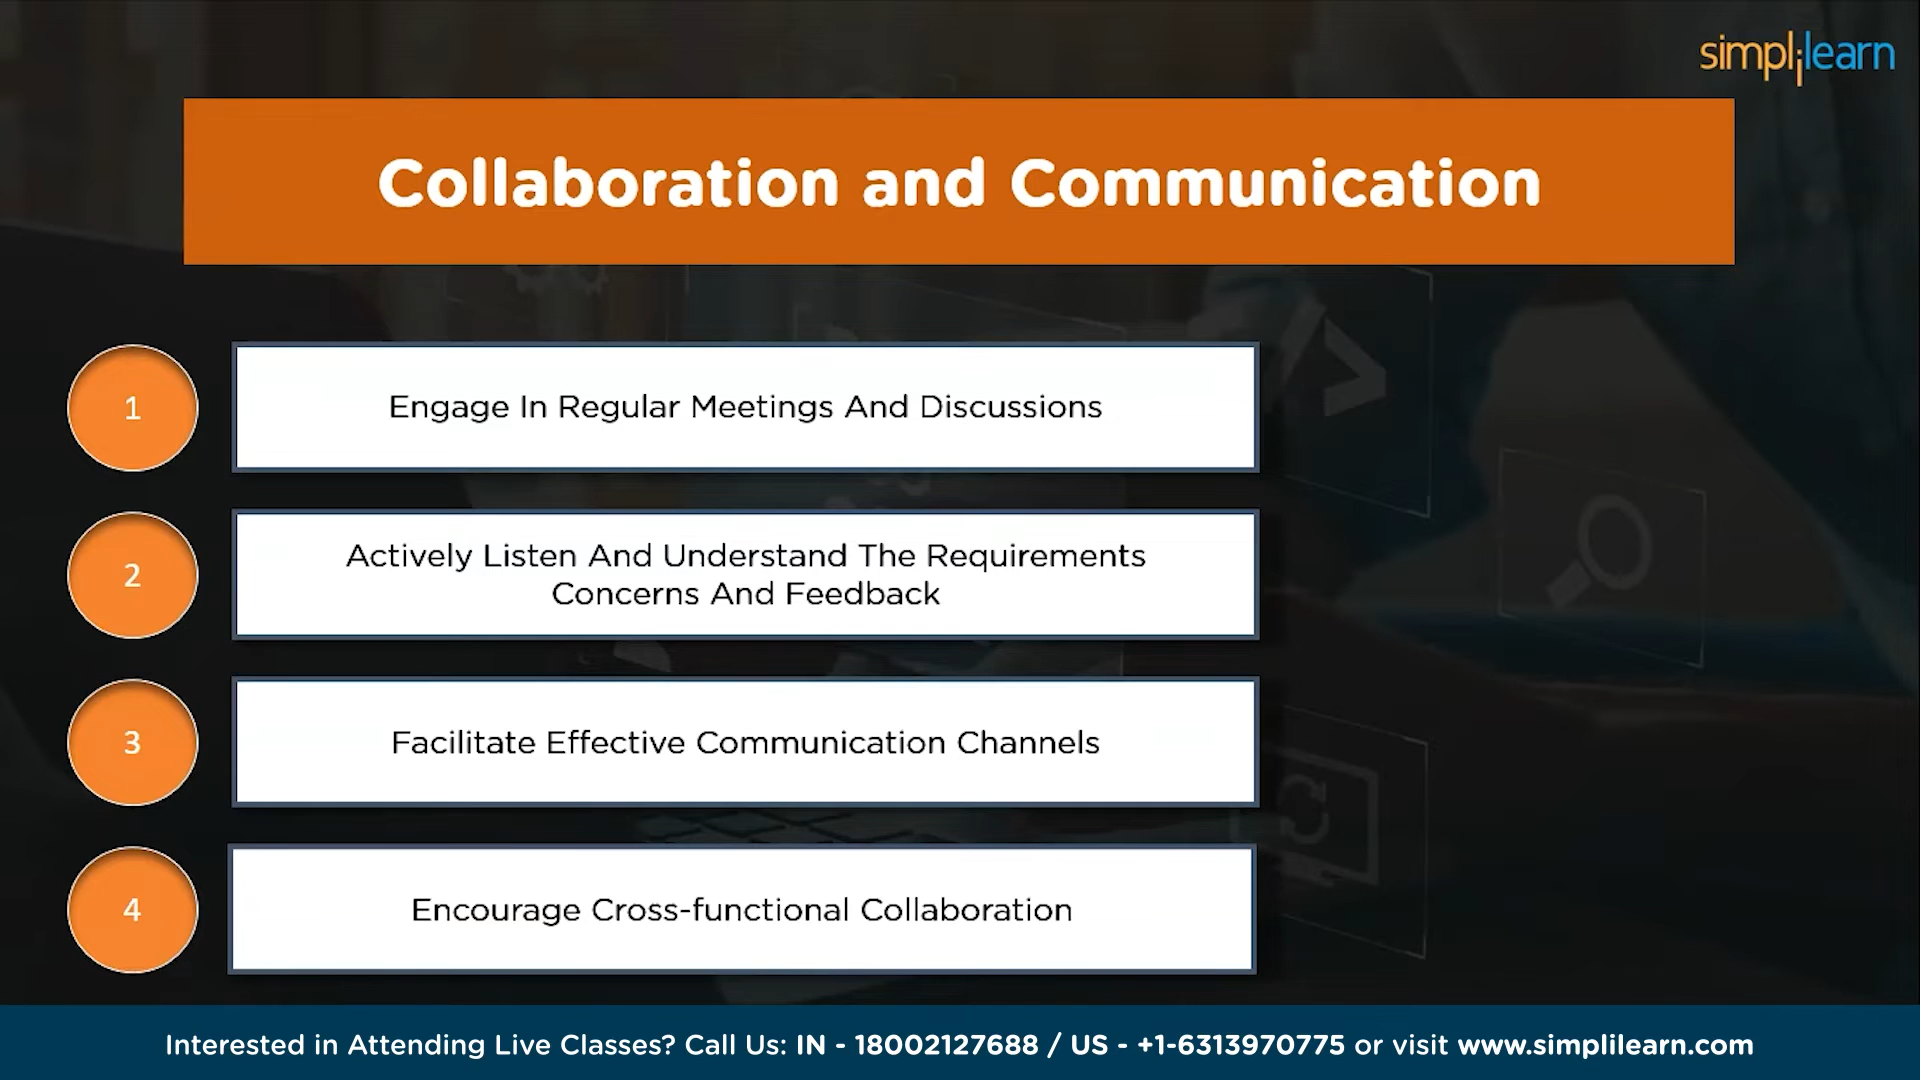 simplilearn
Collaboration and Communication
1
Engage In Regular Meetings And Discussions
2
Actively Listen And Understand The Requirements
Concerns And Feedback
3
Facilitate Effective Communication Channels
4
Encourage Cross-functional Collaboration
Interested in Attending Live Classes? Call Us: IN - 18002127688 / US - +1-6313970775 or visit www.simplilearn.com